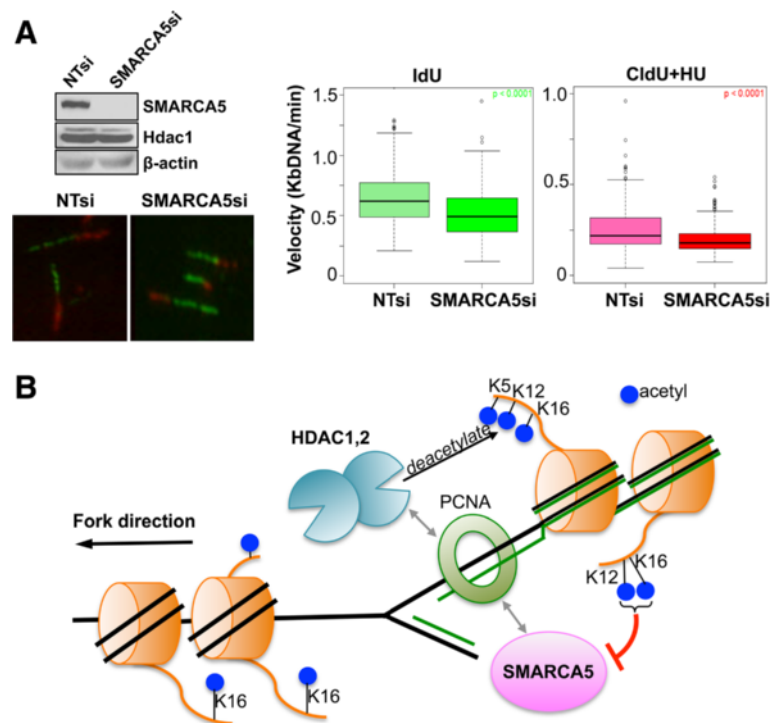 A
NTsi
SMARCA5si
SMARCA5
Hdac1
β-actin
NTsi SMARCA5si
IdU
CldU+HU
Velocity (KbDNA/min)
1.5
1.0
0.5
0
p < 0.0001
NTsi SMARCA5si
1.0
0.5
0
p < 0.0001
NTsi SMARCA5si
B
K5
K12
K16
acetyl
HDAC1,2
deacetylate
PCNA
Fork direction
K12
K16
SMARCA5
K16
K16